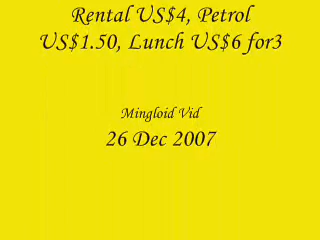 Rental US$4, Petrol
US$1.50, Lunch US$6 for3
Mingloid Vid
26 Dec 2007